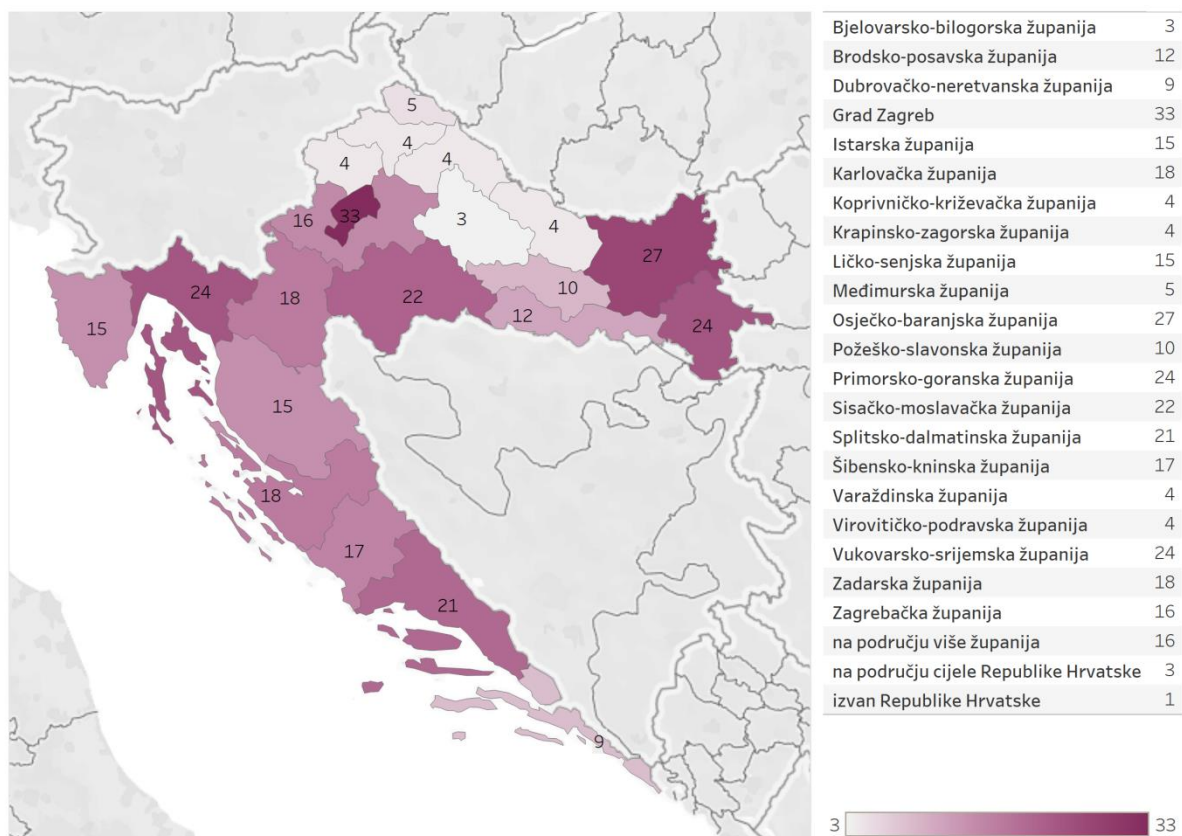 5
4
4
4
16
33
3
4
27
24
18
22
10
12
24
15
15
18
17
21
9
Bjelovarsko-bilogorska županija 3
Brodsko-posavska županija 12
Dubrovačko-neretvanska županija 9
Grad Zagreb 33
Istarska županija 15
Karlovačka županija 18
Koprivničko-križevačka županija 4
Krapinsko-zagorska županija 4
Ličko-senjska županija 15
Međimurska županija 5
Osječko-baranjska županija 27
Požeško-slavonska županija 10
Primorsko-goranska županija 24
Sisačko-moslavačka županija 22
Splitsko-dalmatinska županija 21
Šibensko-kninska županija 17
Varaždinska županija 4
Virovitičko-podravska županija 4
Vukovarsko-srijemska županija 24
Zadarska županija 18
Zagrebačka županija 16
na području više županija 16
na području cijele Republike Hrvatske 3
izvan Republike Hrvatske 1
3 33